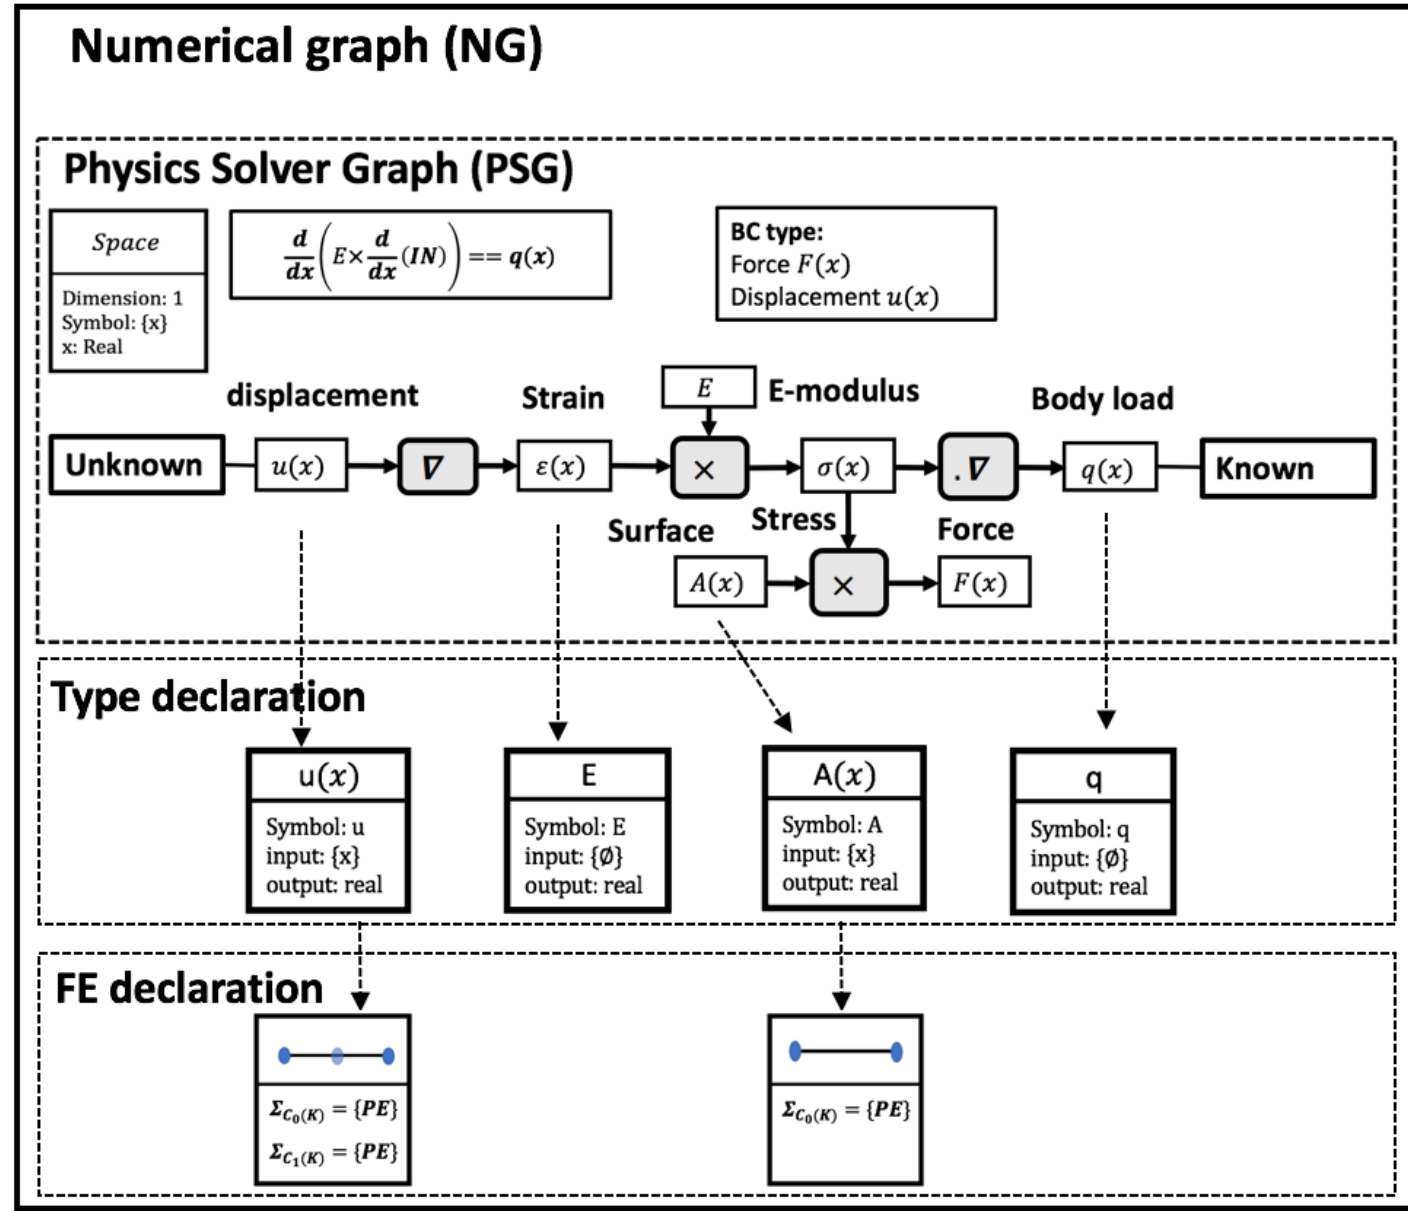 Numerical graph (NG)
Physics Solver Graph (PSG)
Space
Dimension: 1
Symbol: {x}
x: Real
d/dx (E× d/dx (IN)) == q(x)
BC type:
Force F(x)
Displacement u(x)
displacement
Strain
E
E-modulus
Body load
Unknown
u(x)
∇
ε(x)
×
σ(x)
.∇
q(x)
Known
Surface
Stress
Force
A(x)
×
F(x)
Type declaration
u(x)
Symbol: u
input: {x}
output: real
E
Symbol: E
input: {∅}
output: real
A(x)
Symbol: A
input: {x}
output: real
q
Symbol: q
input: {∅}
output: real
FE declaration
Σ_{C₀(K)} = {PE}
Σ_{C₁(K)} = {PE}
Σ_{C₀(K)} = {PE}